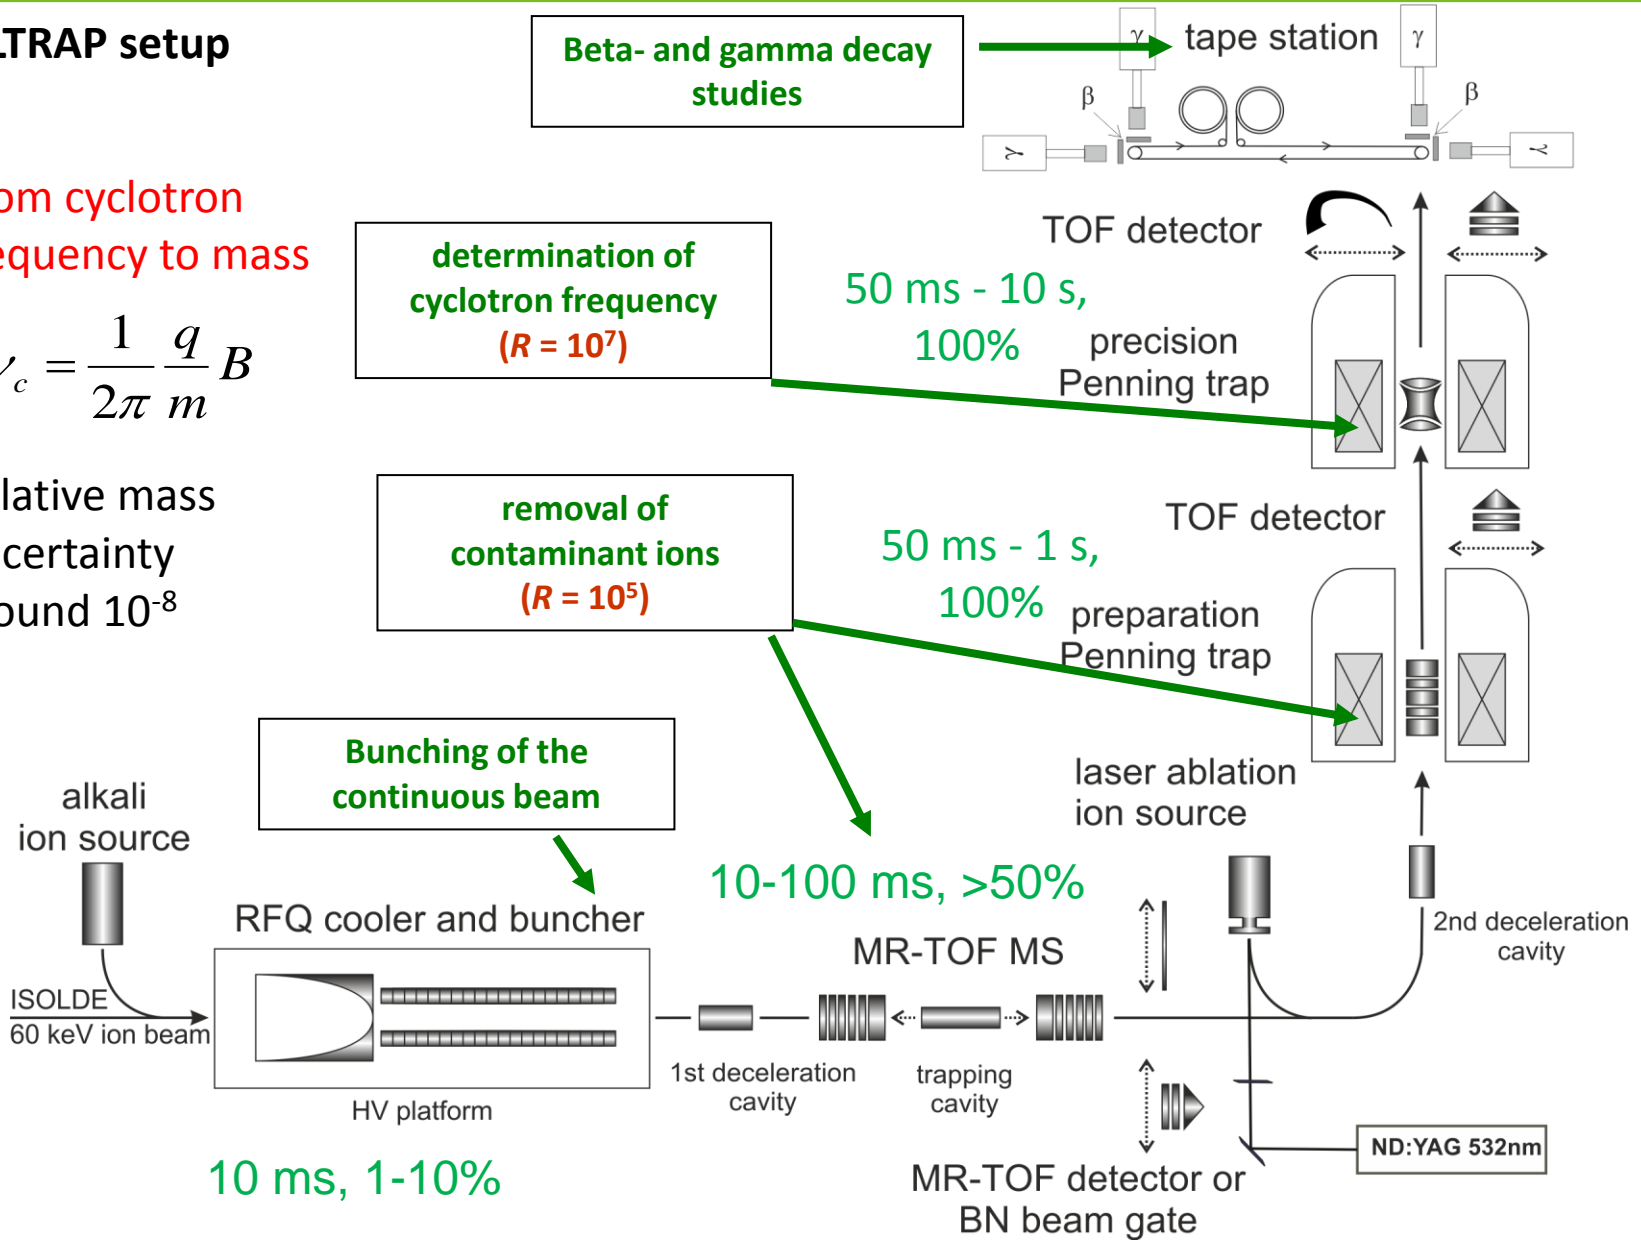 LTRAP setup
Beta- and gamma decay
studies
γ
tape station
γ
β
β
γ
γ
om cyclotron
equency to mass
ν_c = 1/2π q/m B
lative mass
certainty
ound 10⁻⁸
determination of
cyclotron frequency
(R = 10⁷)
50 ms - 10 s,
100%
TOF detector
precision
Penning trap
removal of
contaminant ions
(R = 10⁵)
50 ms - 1 s,
100%
TOF detector
preparation
Penning trap
Bunching of the
continuous beam
alkali
ion source
laser ablation
ion source
10-100 ms, >50%
RFQ cooler and buncher
MR-TOF MS
2nd deceleration
cavity
ISOLDE
60 keV ion beam
1st deceleration
cavity
trapping
cavity
HV platform
10 ms, 1-10%
ND:YAG 532nm
MR-TOF detector or
BN beam gate